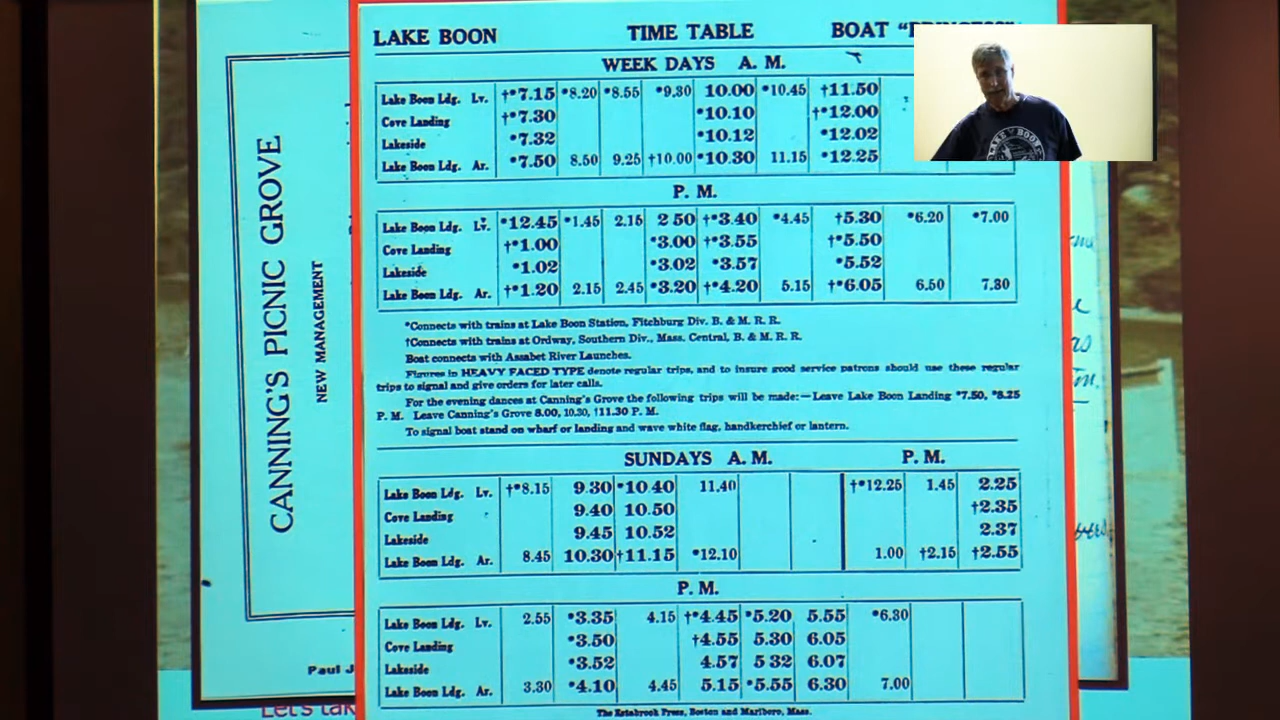 LAKE BOON TIME TABLE BOAT
WEEK DAYS A. M.
Lake Boon Ldg. Lv. †*7.15 *8.20 *8.55 *9.30 10.00 *10.45 †11.50
Cove Landing †*7.30 *10.10 †*12.00
Lakeside *7.32 *10.12 *12.02
Lake Boon Ldg. Ar. *7.50 8.50 9.25 †10.00 *10.30 11.15 *12.25
P. M.
Lake Boon Ldg. Lv. *12.45 *1.45 2.15 2 50 †*3.40 *4.45 †5.30 *6.20 *7.00
Cove Landing †*1.00 *3.00 †*3.55 †*5.50
Lakeside *1.02 *3.02 *3.57 *5.52
Lake Boon Ldg. Ar. †*1.20 2.15 2.45 *3.20 †*4.20 5.15 †*6.05 6.50 7.30
*Connects with trains at Lake Boon Station, Fitchburg Div. B. & M. R. R.
†Connects with trains at Ordway, Southern Div., Mass. Central, B. & M. R. R.
Boat connects with Assabet River Launches.
Figures in HEAVY FACED TYPE denote regular trips, and to insure good service patrons should use these regular
trips to signal and give orders for later calls.
For the evening dances at Canning's Grove the following trips will be made:—Leave Lake Boon Landing *7.50, *8.25
P. M. Leave Canning's Grove 8.00, 10.30, †11.30 P. M.
To signal boat stand on wharf or landing and wave white flag, handkerchief or lantern.
SUNDAYS A. M. P. M.
Lake Boon Ldg. Lv. †*8.15 9.30 *10.40 11.40 †*12.25 1.45 2.25
Cove Landing 9.40 10.50 †2.35
Lakeside 9.45 10.52 2.37
Lake Boon Ldg. Ar. 8.45 10.30 †11.15 *12.10 1.00 †2.15 †2.55
P. M.
Lake Boon Ldg. Lv. 2.55 *3.35 4.15 †*4.45 *5.20 5.55 *6.30
Cove Landing *3.50 †4.55 5.30 6.05
Lakeside *3.52 4.57 5 32 6.07
Lake Boon Ldg. Ar. 3.30 *4.10 4.45 5.15 *5.55 6.30 7.00
The Estabrook Press, Boston and Marlboro, Mass.
CANNING'S PICNIC GROVE
NEW MANAGEMENT
Paul J
Let's tak
LAKE BOON